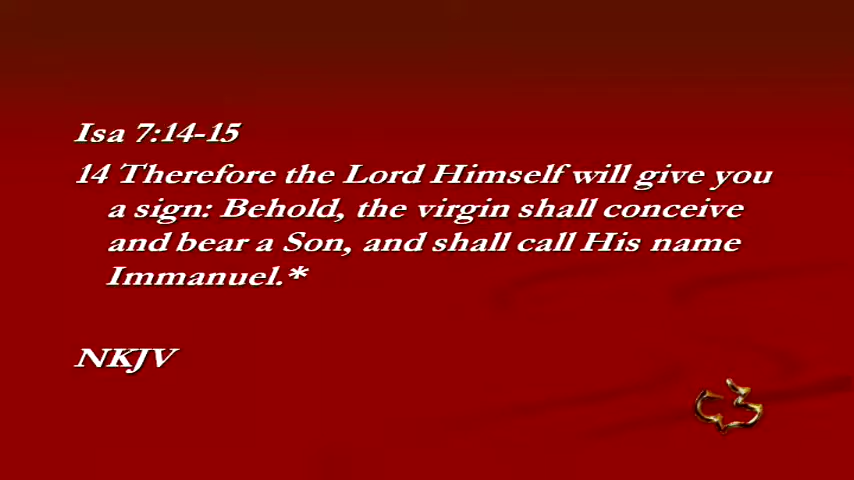 Isa 7:14-15
14 Therefore the Lord Himself will give you
a sign: Behold, the virgin shall conceive
and bear a Son, and shall call His name
Immanuel.*
NKJV